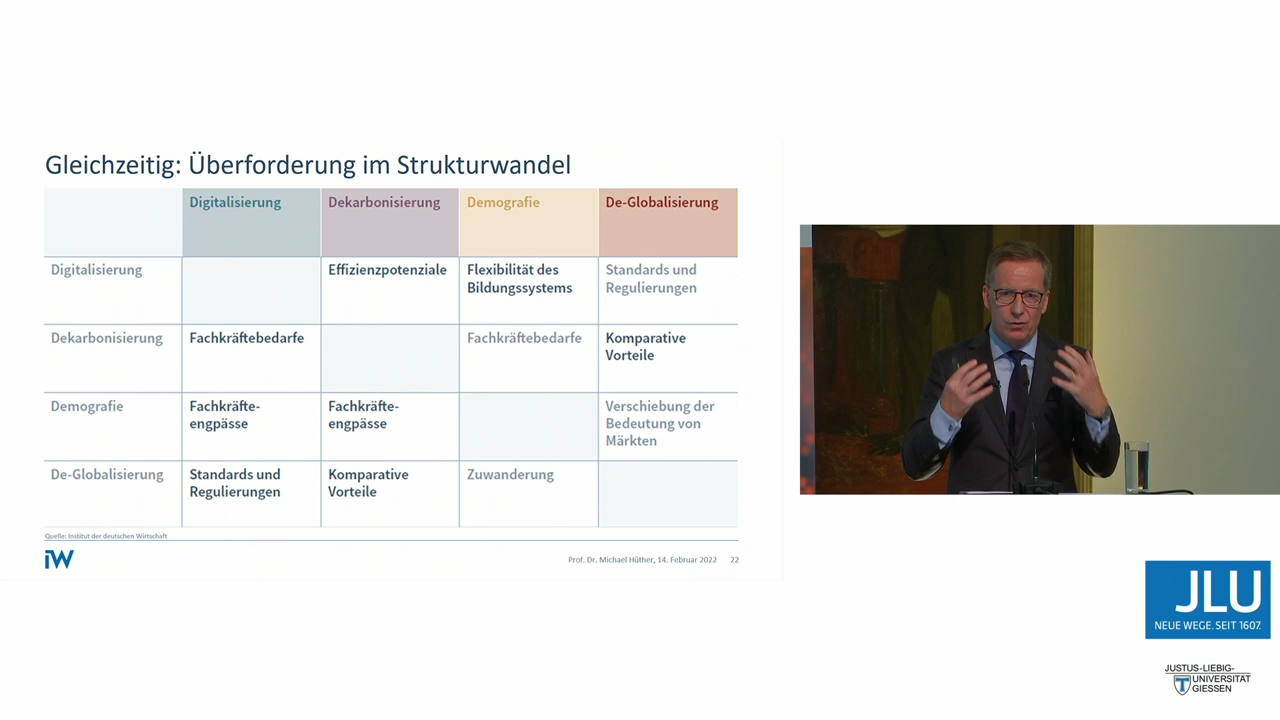 Gleichzeitig: Überforderung im Strukturwandel
Digitalisierung
Dekarbonisierung
Demografie
De-Globalisierung
Digitalisierung
Effizienzpotenziale
Flexibilität des
Bildungssystems
Standards und
Regulierungen
Dekarbonisierung
Fachkräftebedarfe
Fachkräftebedarfe
Komparative
Vorteile
Demografie
Fachkräfte-
engpässe
Fachkräfte-
engpässe
Verschiebung der
Bedeutung von
Märkten
De-Globalisierung
Standards und
Regulierungen
Komparative
Vorteile
Zuwanderung
Quelle: Institut der deutschen Wirtschaft
iW
Prof. Dr. Michael Hüther, 14. Februar 2022 22
JLU
NEUE WEGE. SEIT 1607.
JUSTUS-LIEBIG-
UNIVERSITÄT
GIESSEN